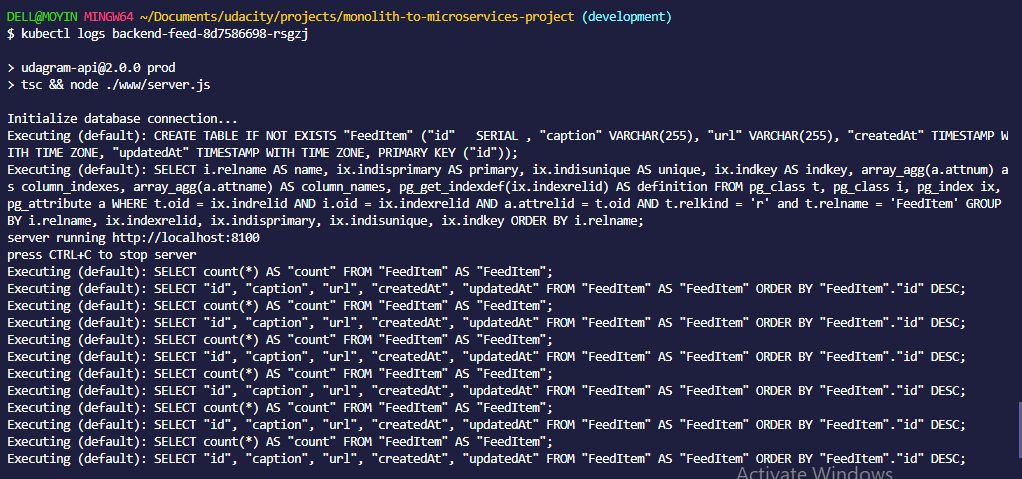 DELL@MOYIN MINGW64 ~/Documents/udacity/projects/monolith-to-microservices-project (development)
$ kubectl logs backend-feed-8d7586698-rsgzj
> udagram-api@2.0.0 prod
> tsc && node ./www/server.js
Initialize database connection...
Executing (default): CREATE TABLE IF NOT EXISTS "FeedItem" ("id"   SERIAL , "caption" VARCHAR(255), "url" VARCHAR(255), "createdAt" TIMESTAMP W
ITH TIME ZONE, "updatedAt" TIMESTAMP WITH TIME ZONE, PRIMARY KEY ("id"));
Executing (default): SELECT i.relname AS name, ix.indisprimary AS primary, ix.indisunique AS unique, ix.indkey AS indkey, array_agg(a.attnum) a
s column_indexes, array_agg(a.attname) AS column_names, pg_get_indexdef(ix.indexrelid) AS definition FROM pg_class t, pg_class i, pg_index ix,
pg_attribute a WHERE t.oid = ix.indrelid AND i.oid = ix.indexrelid AND a.attrelid = t.oid AND t.relkind = 'r' and t.relname = 'FeedItem' GROUP
BY i.relname, ix.indexrelid, ix.indisprimary, ix.indisunique, ix.indkey ORDER BY i.relname;
server running http://localhost:8100
press CTRL+C to stop server
Executing (default): SELECT count(*) AS "count" FROM "FeedItem" AS "FeedItem";
Executing (default): SELECT "id", "caption", "url", "createdAt", "updatedAt" FROM "FeedItem" AS "FeedItem" ORDER BY "FeedItem"."id" DESC;
Executing (default): SELECT count(*) AS "count" FROM "FeedItem" AS "FeedItem";
Executing (default): SELECT "id", "caption", "url", "createdAt", "updatedAt" FROM "FeedItem" AS "FeedItem" ORDER BY "FeedItem"."id" DESC;
Executing (default): SELECT count(*) AS "count" FROM "FeedItem" AS "FeedItem";
Executing (default): SELECT "id", "caption", "url", "createdAt", "updatedAt" FROM "FeedItem" AS "FeedItem" ORDER BY "FeedItem"."id" DESC;
Executing (default): SELECT count(*) AS "count" FROM "FeedItem" AS "FeedItem";
Executing (default): SELECT "id", "caption", "url", "createdAt", "updatedAt" FROM "FeedItem" AS "FeedItem" ORDER BY "FeedItem"."id" DESC;
Executing (default): SELECT count(*) AS "count" FROM "FeedItem" AS "FeedItem";
Executing (default): SELECT "id", "caption", "url", "createdAt", "updatedAt" FROM "FeedItem" AS "FeedItem" ORDER BY "FeedItem"."id" DESC;
Executing (default): SELECT count(*) AS "count" FROM "FeedItem" AS "FeedItem";
Executing (default): SELECT "id", "caption", "url", "createdAt", "updatedAt" FROM "FeedItem" AS "FeedItem" ORDER BY "FeedItem"."id" DESC;
Activate Windows